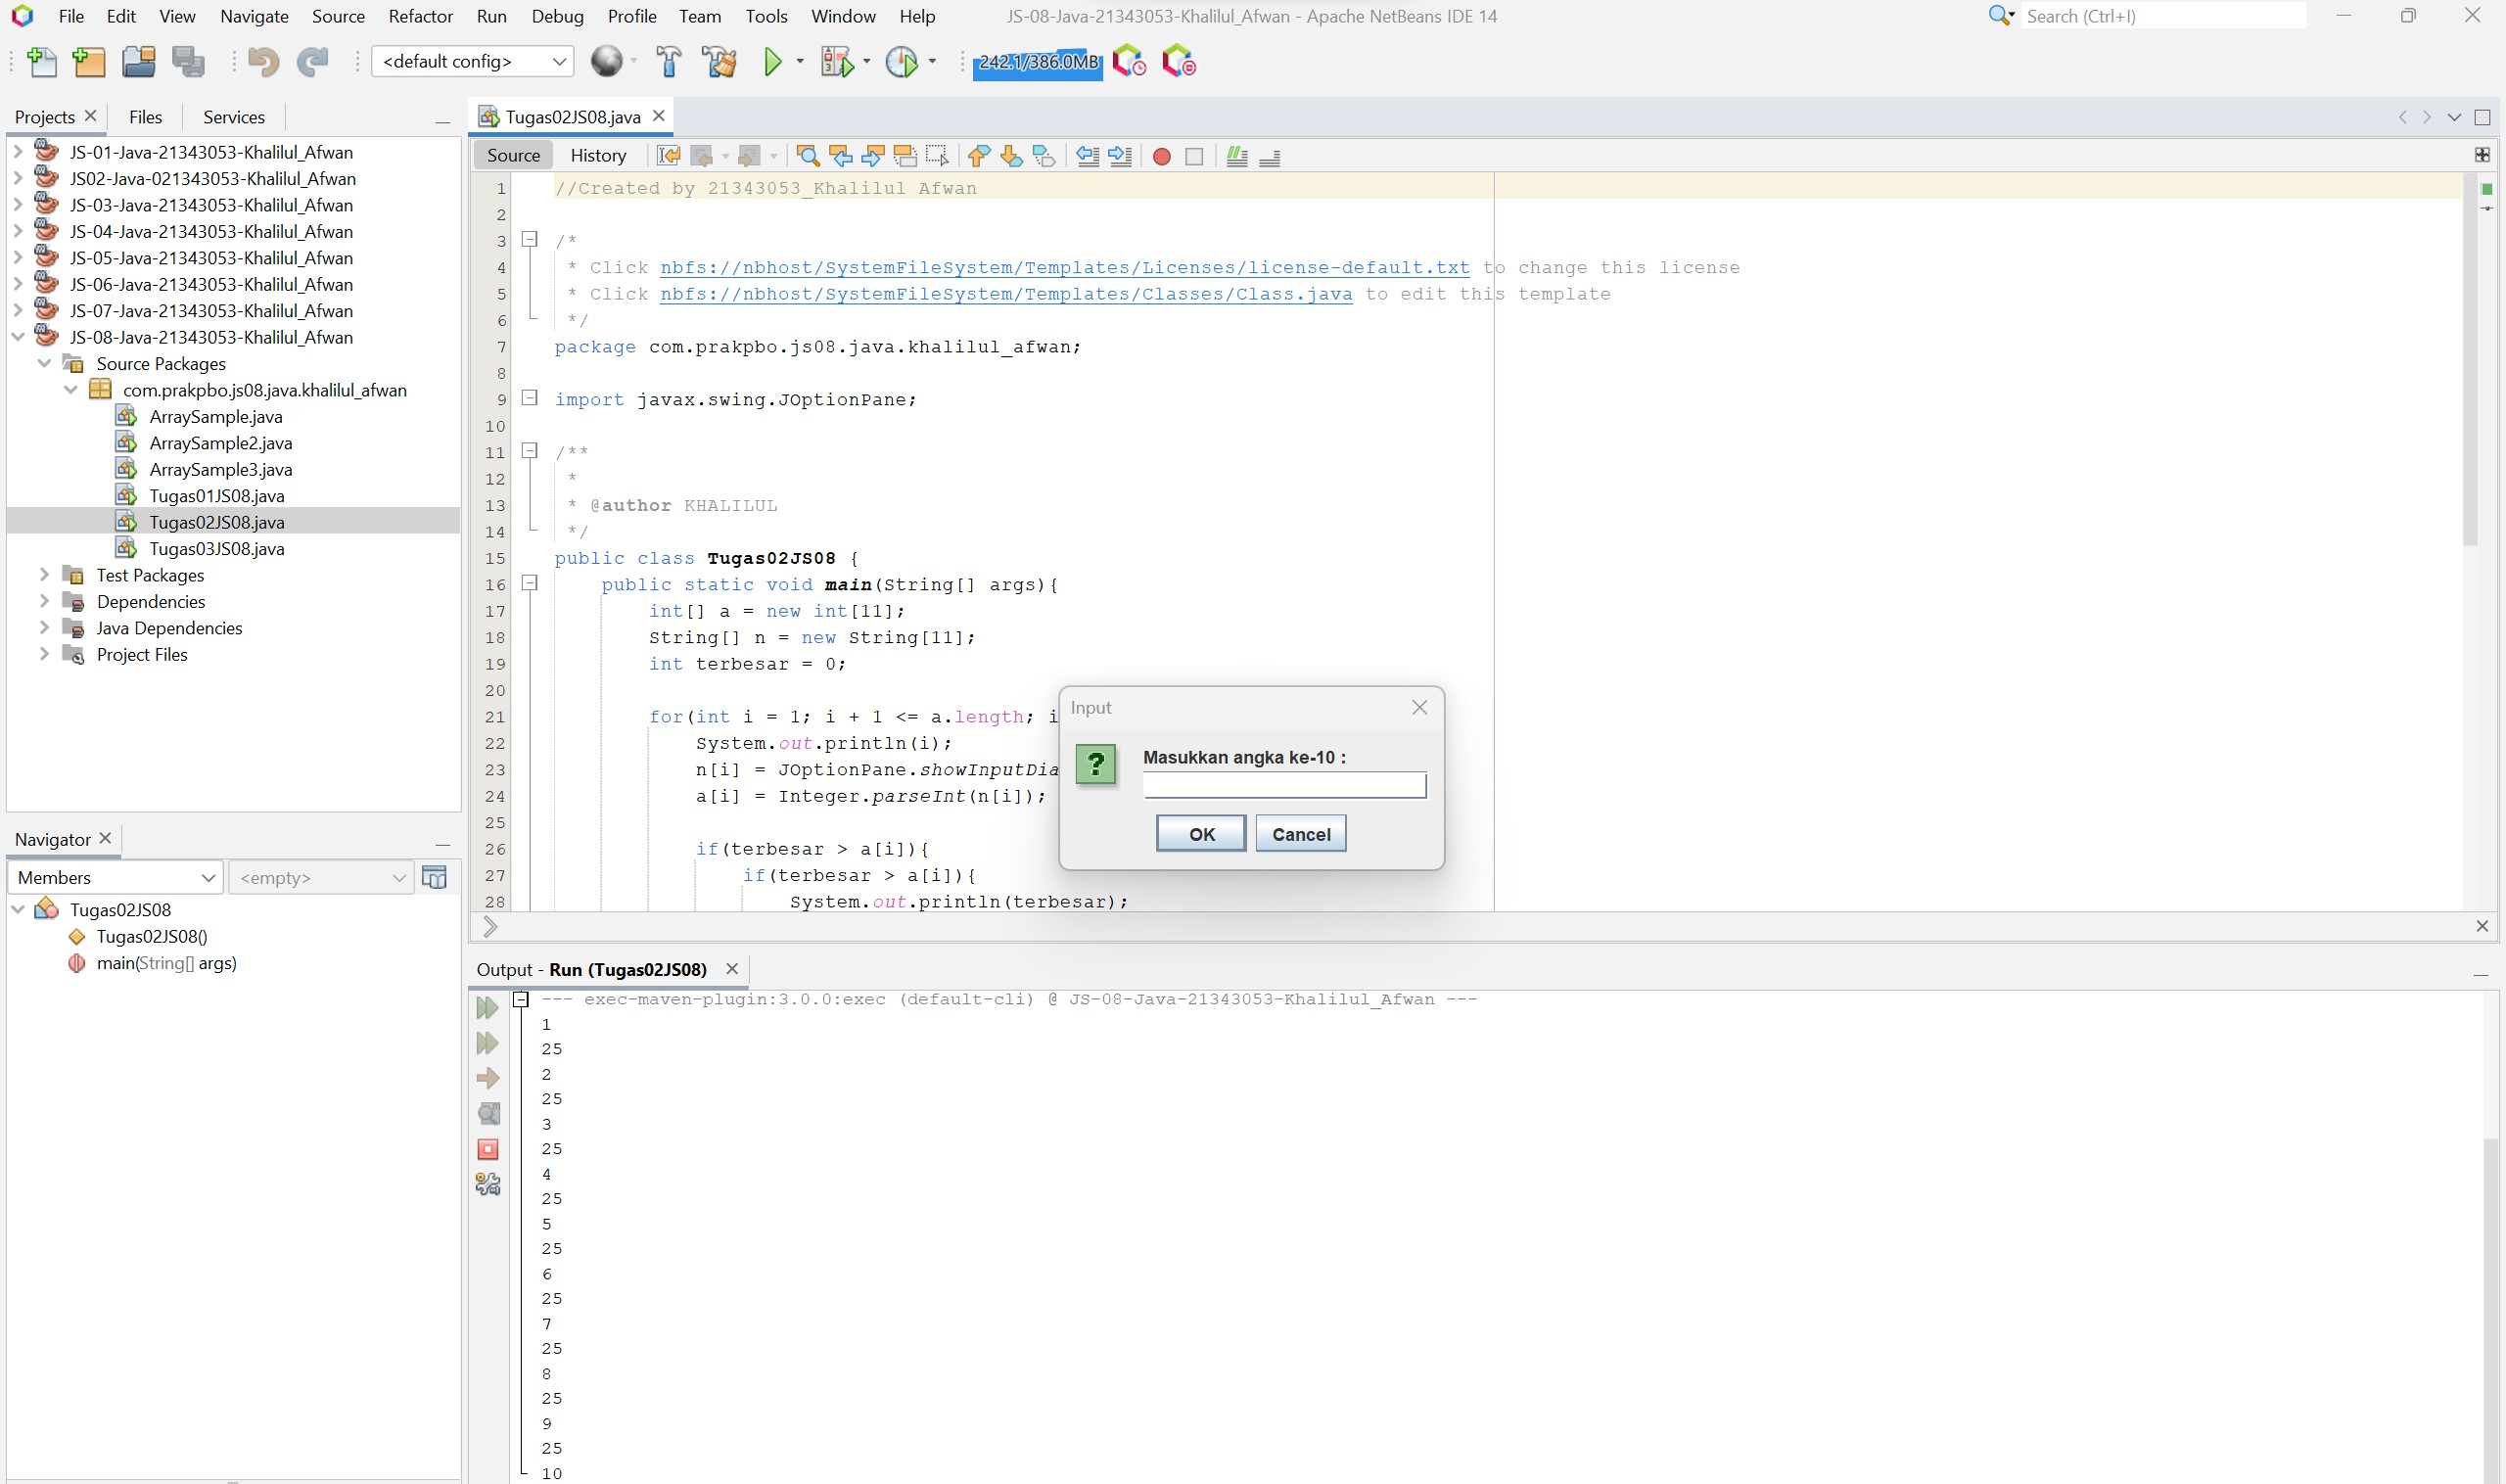 File Edit View Navigate Source Refactor Run Debug Profile Team Tools Window Help
JS-08-Java-21343053-Khalilul_Afwan - Apache NetBeans IDE 14
Search (Ctrl+I)
<default config>
242.1/386.0MB
Projects Files Services
JS-01-Java-21343053-Khalilul_Afwan
JS02-Java-021343053-Khalilul_Afwan
JS-03-Java-21343053-Khalilul_Afwan
JS-04-Java-21343053-Khalilul_Afwan
JS-05-Java-21343053-Khalilul_Afwan
JS-06-Java-21343053-Khalilul_Afwan
JS-07-Java-21343053-Khalilul_Afwan
JS-08-Java-21343053-Khalilul_Afwan
Source Packages
com.prakpbo.js08.java.khalilul_afwan
ArraySample.java
ArraySample2.java
ArraySample3.java
Tugas01JS08.java
Tugas02JS08.java
Tugas03JS08.java
Test Packages
Dependencies
Java Dependencies
Project Files
Navigator
Members <empty>
Tugas02JS08
Tugas02JS08()
main(String[] args)
Tugas02JS08.java
Source History
1 //Created by 21343053_Khalilul Afwan
2
3 /*
4 * Click nbfs://nbhost/SystemFileSystem/Templates/Licenses/license-default.txt to change this license
5 * Click nbfs://nbhost/SystemFileSystem/Templates/Classes/Class.java to edit this template
6 */
7 package com.prakpbo.js08.java.khalilul_afwan;
8
9 import javax.swing.JOptionPane;
10
11 /**
12 *
13 * @author KHALILUL
14 */
15 public class Tugas02JS08 {
16 public static void main(String[] args){
17 int[] a = new int[11];
18 String[] n = new String[11];
19 int terbesar = 0;
20
21 for(int i = 1; i + 1 <= a.length; i
22 System.out.println(i);
23 n[i] = JOptionPane.showInputDia
24 a[i] = Integer.parseInt(n[i]);
25
26 if(terbesar > a[i]){
27 if(terbesar > a[i]){
28 System.out.println(terbesar);
Input
Masukkan angka ke-10 :
OK Cancel
Output - Run (Tugas02JS08)
--- exec-maven-plugin:3.0.0:exec (default-cli) @ JS-08-Java-21343053-Khalilul_Afwan ---
1
25
2
25
3
25
4
25
5
25
6
25
7
25
8
25
9
25
10